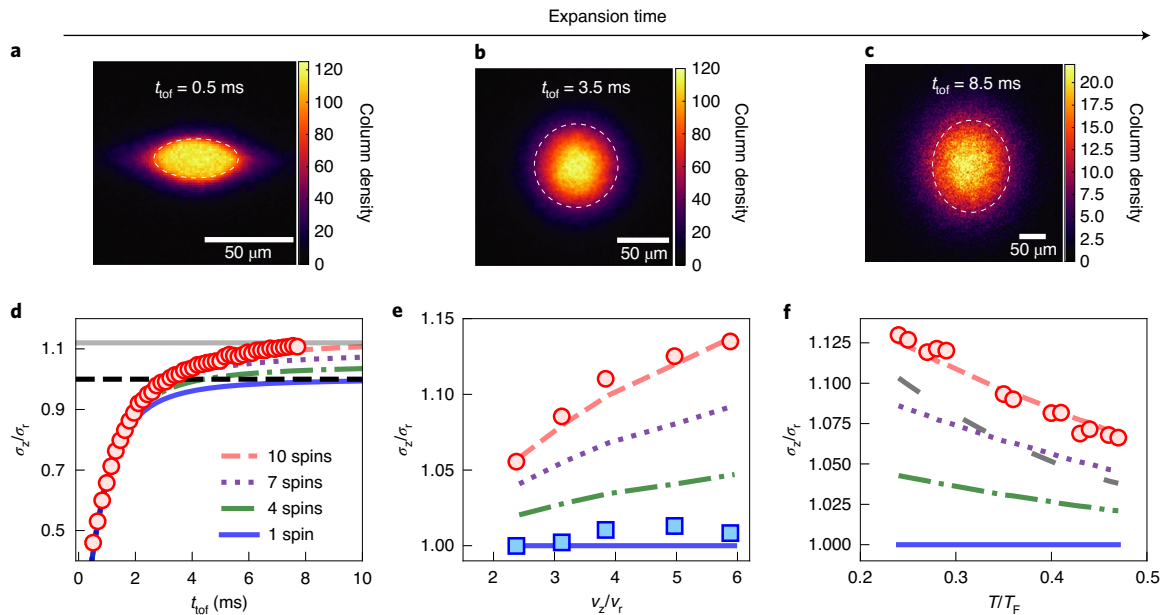 Expansion time
a
t_tof = 0.5 ms
120
100
80
60
40
20
0
Column density
50 μm
b
t_tof = 3.5 ms
120
100
80
60
40
20
0
Column density
50 μm
c
t_tof = 8.5 ms
20.0
17.5
15.0
12.5
10.0
7.5
5.0
2.5
0
Column density
50 μm
d
1.1
0.9
0.7
0.5
σ_z/σ_r
10 spins
7 spins
4 spins
1 spin
0 2 4 6 8 10
t_tof (ms)
e
1.15
1.10
1.05
1.00
σ_z/σ_r
2 3 4 5 6
ν_z/ν_r
f
1.125
1.100
1.075
1.050
1.025
1.000
σ_z/σ_r
0.2 0.3 0.4 0.5
T/T_F